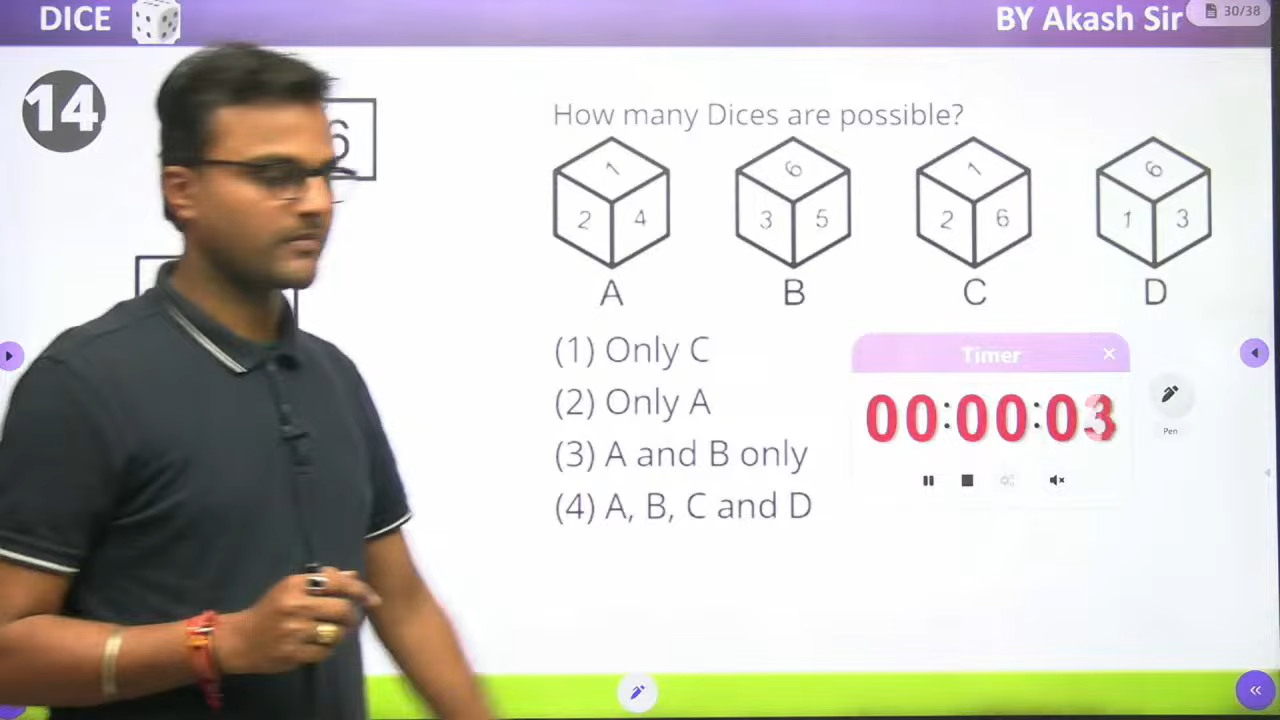 DICE
BY Akash Sir
30/38
14
6
How many Dices are possible?
1
2 4
A
6
3 5
B
1
2 6
C
6
1 3
D
(1) Only C
(2) Only A
(3) A and B only
(4) A, B, C and D
Timer
00:00:03
Pen